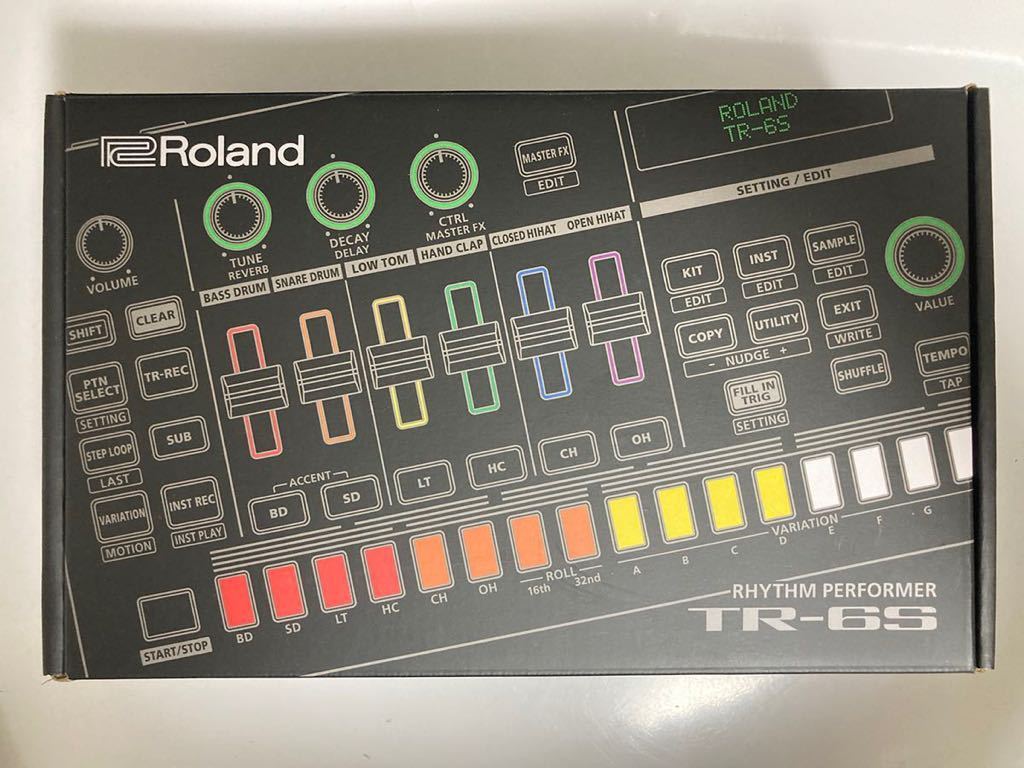 Roland
ROLAND
TR-6S
MASTER FX
EDIT
SETTING / EDIT
VOLUME
TUNE
REVERB
DECAY
DELAY
CTRL
MASTER FX
BASS DRUM
SNARE DRUM
LOW TOM
HAND CLAP
CLOSED HIHAT
OPEN HIHAT
KIT
EDIT
INST
EDIT
SAMPLE
EDIT
VALUE
SHIFT
CLEAR
COPY
UTILITY
- NUDGE +
EXIT
WRITE
PTN
SELECT
SETTING
TR-REC
FILL IN
TRIG
SETTING
SHUFFLE
TEMPO
TAP
STEP LOOP
LAST
SUB
VARIATION
MOTION
INST REC
INST PLAY
ACCENT
BD
SD
LT
HC
CH
OH
START/STOP
BD
SD
LT
HC
CH
OH
ROLL
16th
32nd
VARIATION
A
B
C
D
E
F
G
RHYTHM PERFORMER
TR-6S